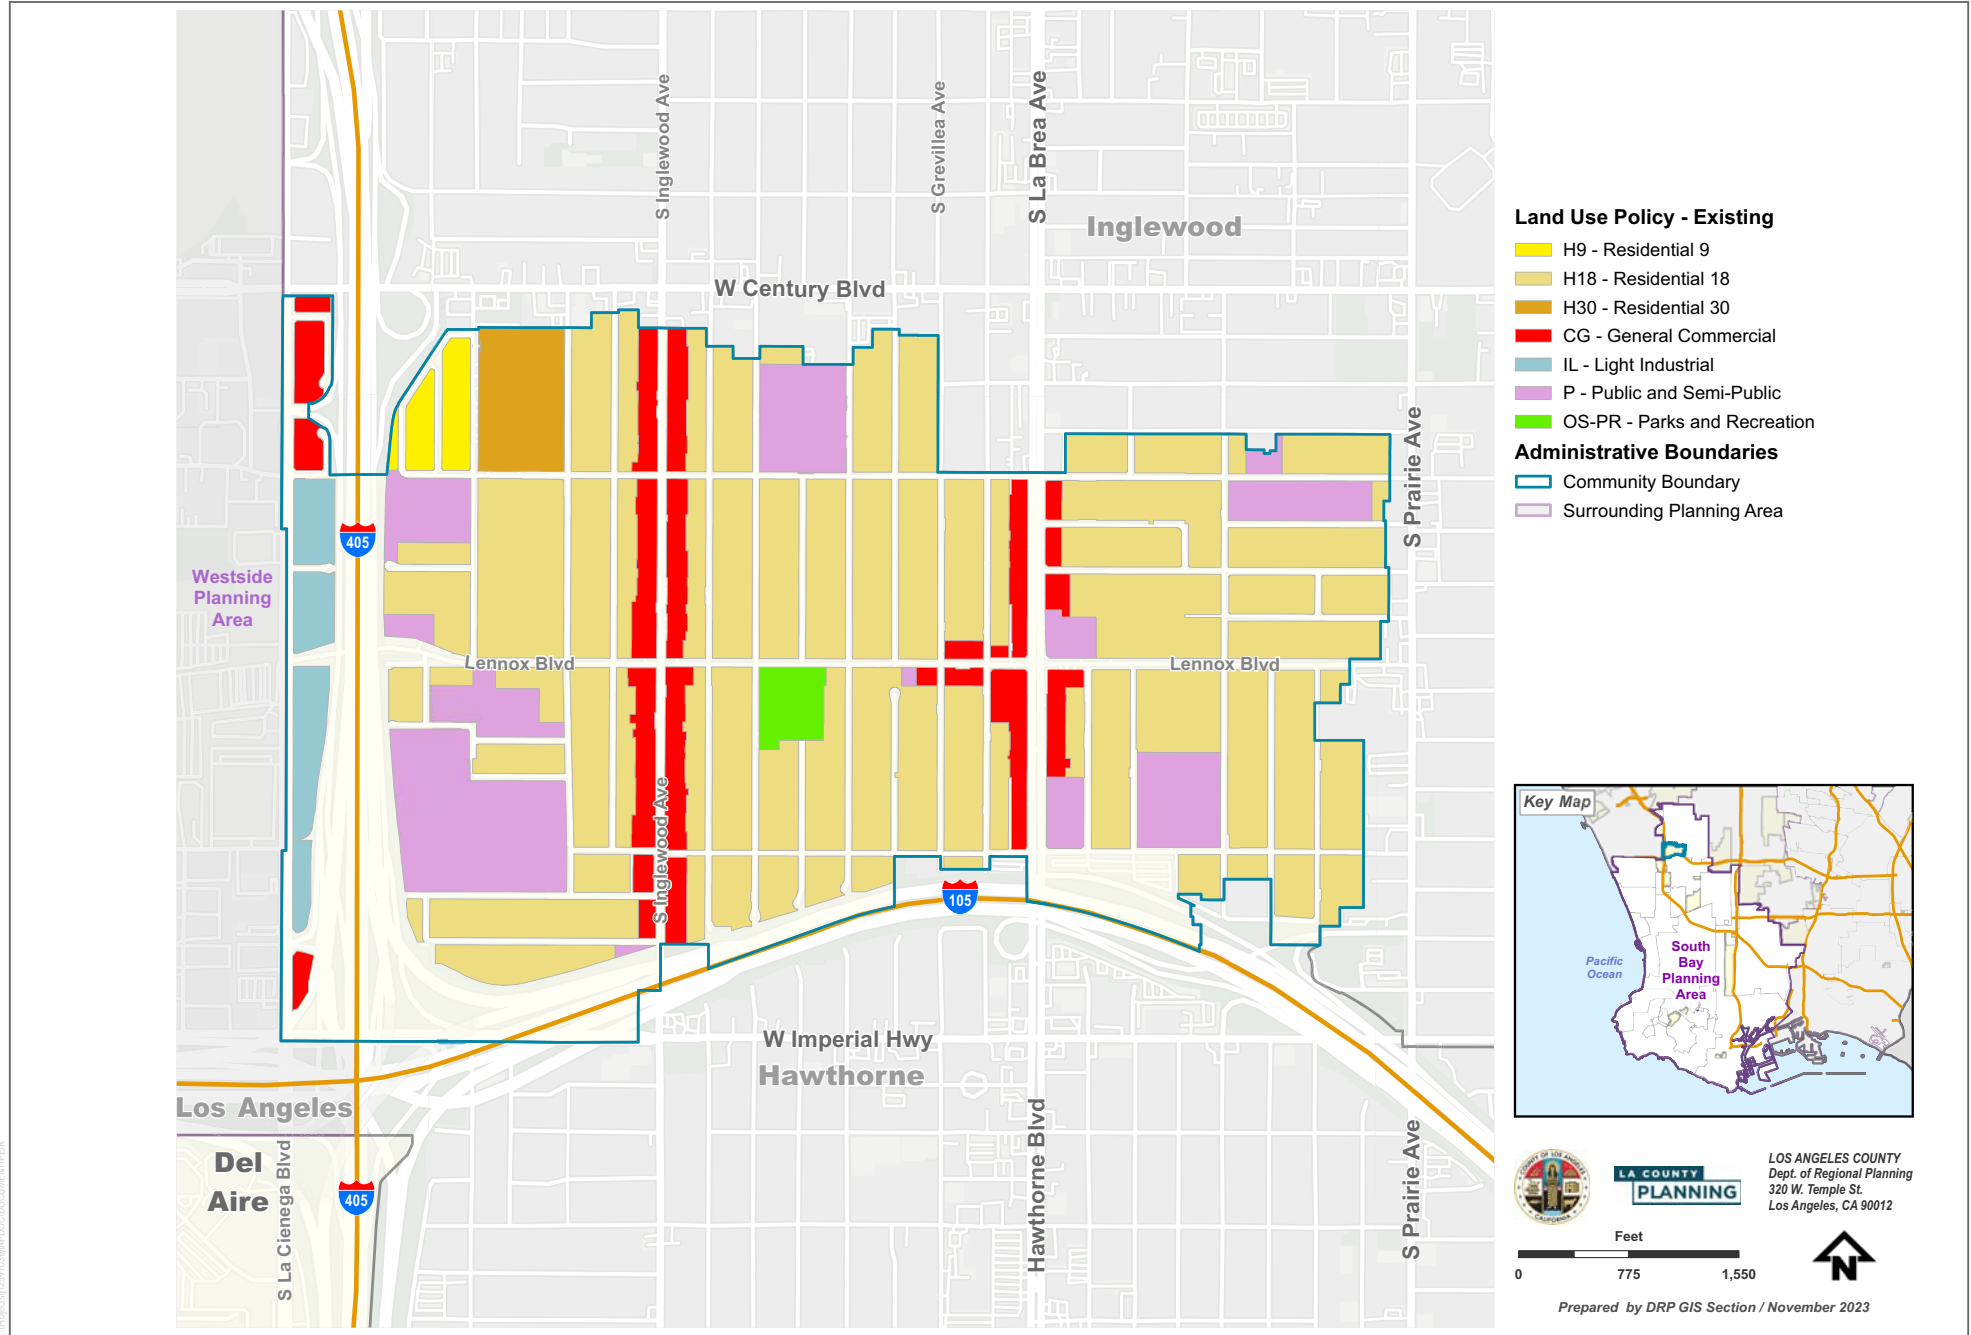 S Inglewood Ave
S Grevillea Ave
S La Brea Ave
Inglewood
W Century Blvd
S Prairie Ave
405
Westside
Planning
Area
Lennox Blvd
Lennox Blvd
S Inglewood Ave
105
W Imperial Hwy
Hawthorne
Los Angeles
Del
Aire
S La Cienega Blvd
405
Hawthorne Blvd
S Prairie Ave
Land Use Policy - Existing
H9 - Residential 9
H18 - Residential 18
H30 - Residential 30
CG - General Commercial
IL - Light Industrial
P - Public and Semi-Public
OS-PR - Parks and Recreation
Administrative Boundaries
Community Boundary
Surrounding Planning Area
Key Map
Pacific
Ocean
South
Bay
Planning
Area
COUNTY OF LOS ANGELES
CALIFORNIA
LA COUNTY
PLANNING
LOS ANGELES COUNTY
Dept. of Regional Planning
320 W. Temple St.
Los Angeles, CA 90012
Feet
0 775 1,550
N
Prepared by DRP GIS Section / November 2023